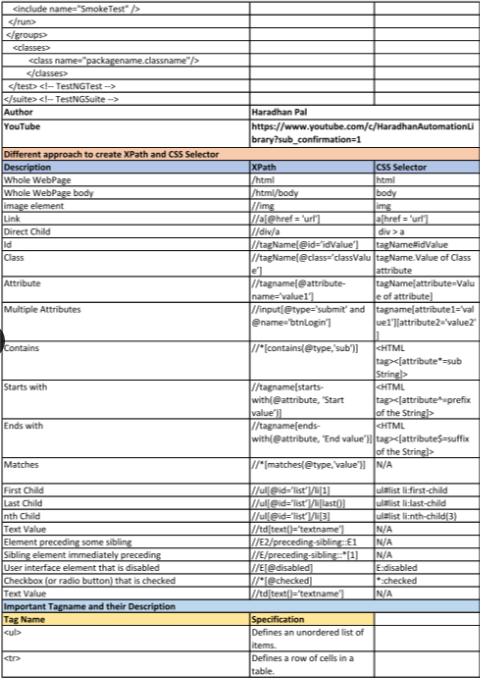 <include name="SmokeTest" />
</run>
</groups>
<classes>
<class name="packagename.classname"/>
</classes>
</test> <!-- TestNGTest -->
</suite> <!-- TestNGSuite -->
Author Haradhan Pal
YouTube https://www.youtube.com/c/HaradhanAutomationLi
brary?sub_confirmation=1
Different approach to create XPath and CSS Selector
Description XPath CSS Selector
Whole WebPage /html html
Whole WebPage body /html/body body
image element //img img
Link //a[@href = 'url'] a[href = 'url']
Direct Child //div/a div > a
Id //tagName[@id='idValue'] tagName#idValue
Class //tagName[@class='classValu tagName.Value of Class
e'] attribute
Attribute //tagname[@attribute- tagName[attribute=Valu
name='value1'] e of attribute]
Multiple Attributes //input[@type='submit' and tagname[attribute1='val
@name='btnLogin'] ue1'][attribute2='value2'
]
Contains //*[contains(@type,'sub')] <HTML
tag><[attribute*=sub
String]>
Starts with //tagname[starts- <HTML
with(@attribute, 'Start tag><[attribute^=prefix
value')] of the String]>
Ends with //tagname[ends- <HTML
with(@attribute, 'End value')] tag><[attribute$=suffix
of the String]>
Matches //*[matches(@type,'value')] N/A
First Child //ul[@id='list']/li[1] ul#list li:first-child
Last Child //ul[@id='list']/li[last()] ul#list li:last-child
nth Child //ul[@id='list']/li[3] ul#list li:nth-child(3)
Text Value //td[text()='textname'] N/A
Element preceding some sibling //E2/preceding-sibling::E1 N/A
Sibling element immediately preceding //E/preceding-sibling::*[1] N/A
User interface element that is disabled //E[@disabled] E:disabled
Checkbox (or radio button) that is checked //*[@checked] *:checked
Text Value //td[text()='textname'] N/A
Important Tagname and their Description
Tag Name Specification
<ul> Defines an unordered list of
items.
<tr> Defines a row of cells in a
table.